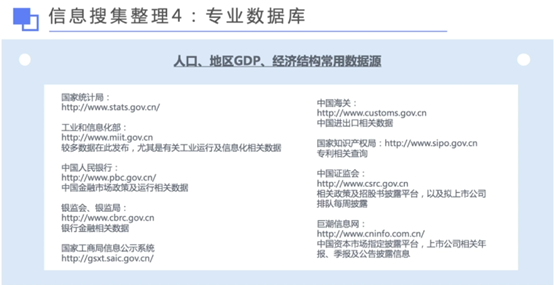 信息搜集整理4：专业数据库
人口、地区GDP、经济结构常用数据源
国家统计局：
http://www.stats.gov.cn/
工业和信息化部：
http://www.miit.gov.cn
较多数据在此发布，尤其是有关工业运行及信息化相关数据
中国人民银行：
http://www.pbc.gov.cn/
中国金融市场政策及运行相关数据
银监会、银监局：
http://www.cbrc.gov.cn
银行金融相关数据
国家工商局信息公示系统
http://gsxt.saic.gov.cn/
中国海关：
http://www.customs.gov.cn
中国进出口相关数据
国家知识产权局：http://www.sipo.gov.cn
专利相关查询
中国证监会：
http://www.csrc.gov.cn
相关政策及招股书披露平台，以及拟上市公司
排队每周披露
巨潮信息网：
http://www.cninfo.com.cn/
中国资本市场指定披露平台，上市公司相关年
报、季报及公告披露信息